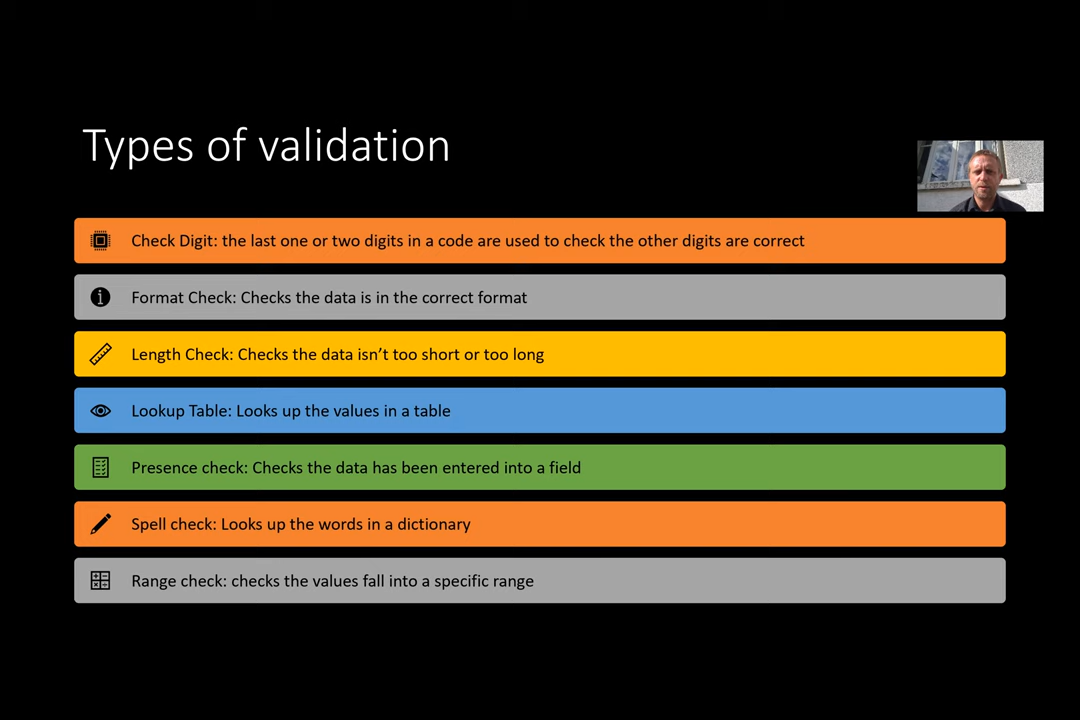 Types of validation
Check Digit: the last one or two digits in a code are used to check the other digits are correct
Format Check: Checks the data is in the correct format
Length Check: Checks the data isn’t too short or too long
Lookup Table: Looks up the values in a table
Presence check: Checks the data has been entered into a field
Spell check: Looks up the words in a dictionary
Range check: checks the values fall into a specific range